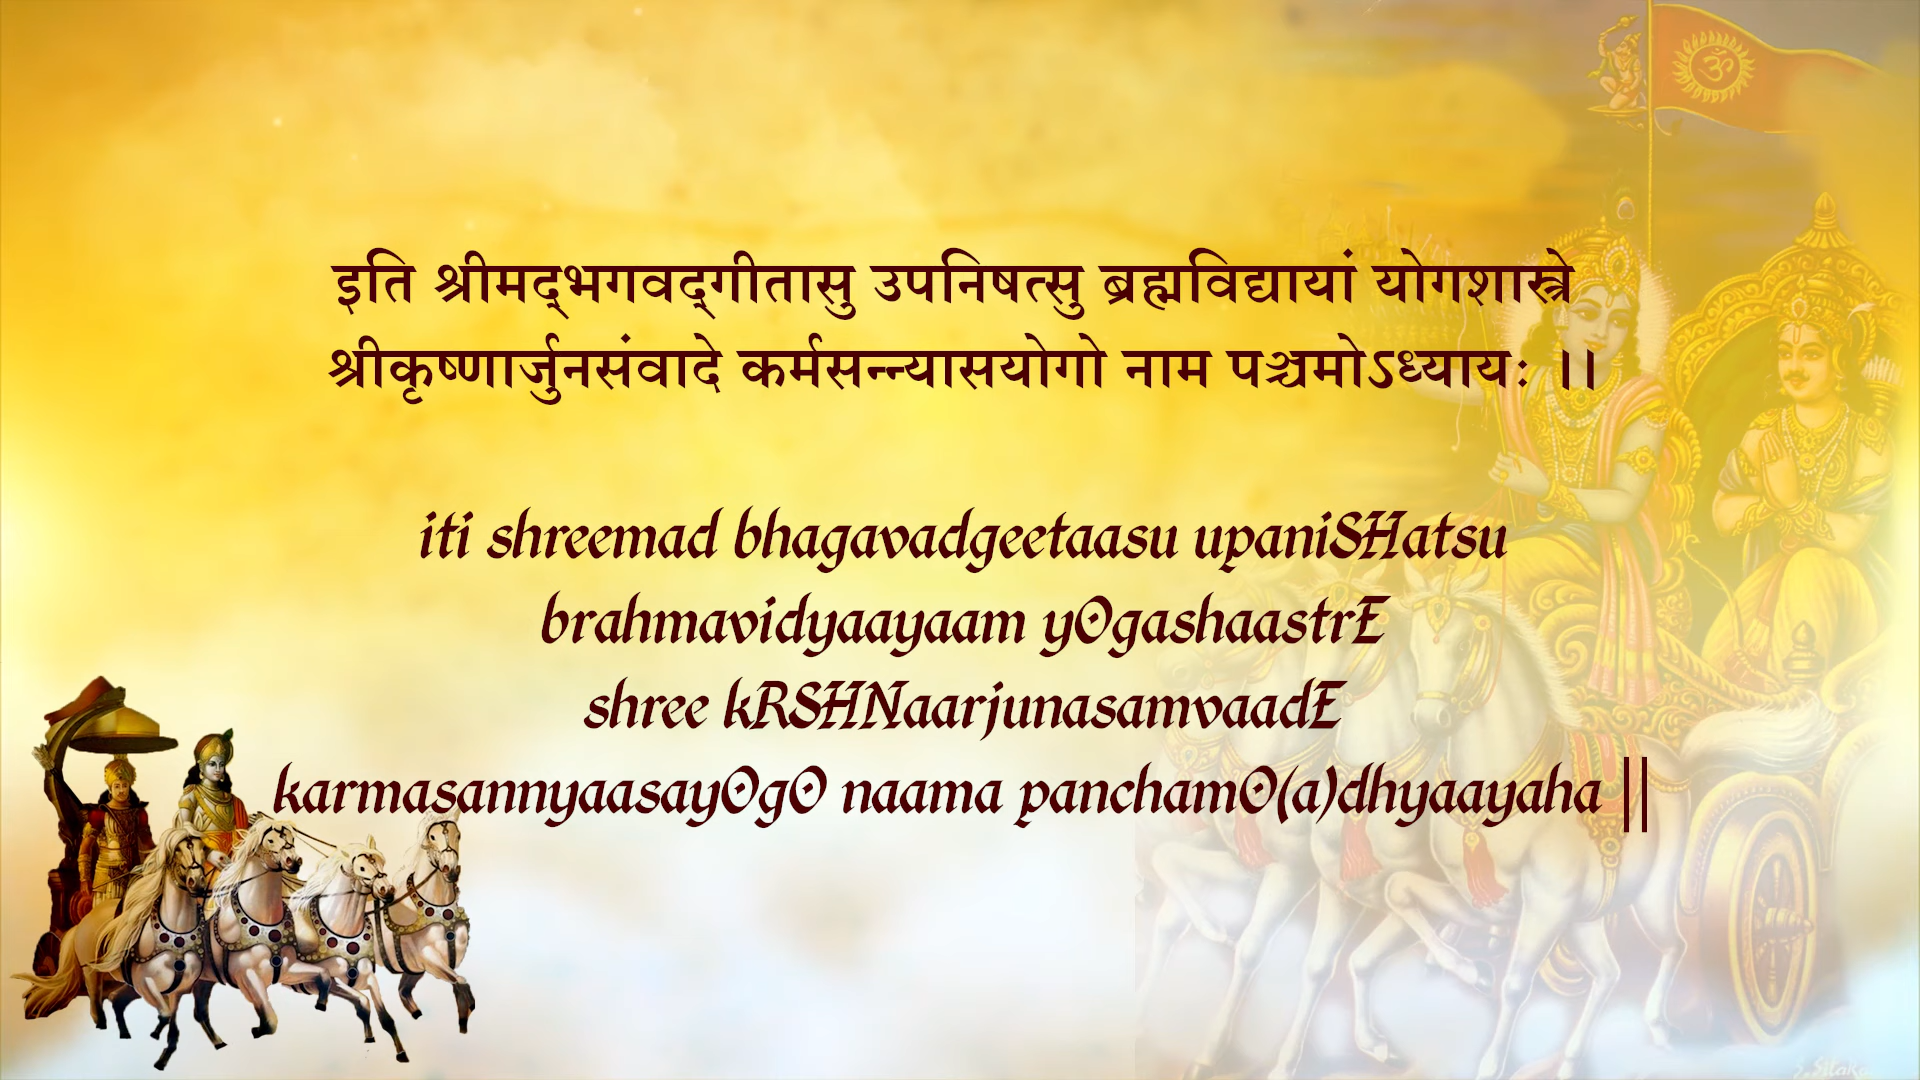 इति श्रीमद्‌भगवद्‌गीतासु उपनिषत्सु ब्रह्मविद्यायां योगशास्त्रे
श्रीकृष्णार्जुनसंवादे कर्मसन्न्यासयोगो नाम पञ्चमोऽध्यायः ।।
iti shreemad bhagavadgeetaasu upaniSHatsu
brahmavidyaayaam yOgashaastrE
shree kRSHNaarjunasamvaadE
karmasannyaasayOgO naama panchamO(a)dhyaayaha ||
ॐ